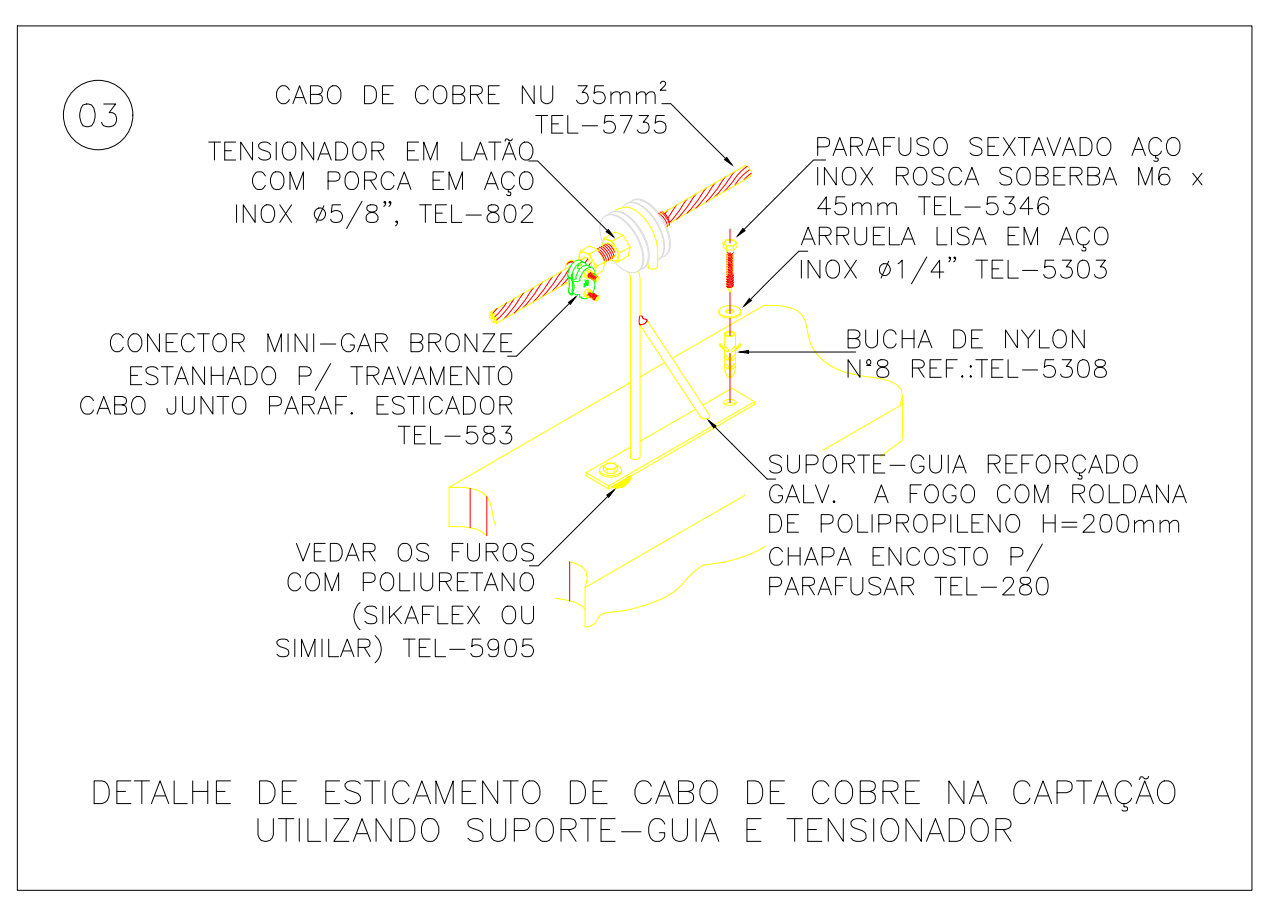 03
CABO DE COBRE NU 35mm²
TEL-5735
TENSIONADOR EM LATÃO
COM PORCA EM AÇO
INOX ø5/8", TEL-802
PARAFUSO SEXTAVADO AÇO
INOX ROSCA SOBERBA M6 x
45mm TEL-5346
ARRUELA LISA EM AÇO
INOX ø1/4" TEL-5303
CONECTOR MINI-GAR BRONZE
ESTANHADO P/ TRAVAMENTO
CABO JUNTO PARAF. ESTICADOR
TEL-583
BUCHA DE NYLON
Nº8 REF.:TEL-5308
SUPORTE-GUIA REFORÇADO
GALV. A FOGO COM ROLDANA
DE POLIPROPILENO H=200mm
CHAPA ENCOSTO P/
PARAFUSAR TEL-280
VEDAR OS FUROS
COM POLIURETANO
(SIKAFLEX OU
SIMILAR) TEL-5905
DETALHE DE ESTICAMENTO DE CABO DE COBRE NA CAPTAÇÃO
UTILIZANDO SUPORTE-GUIA E TENSIONADOR